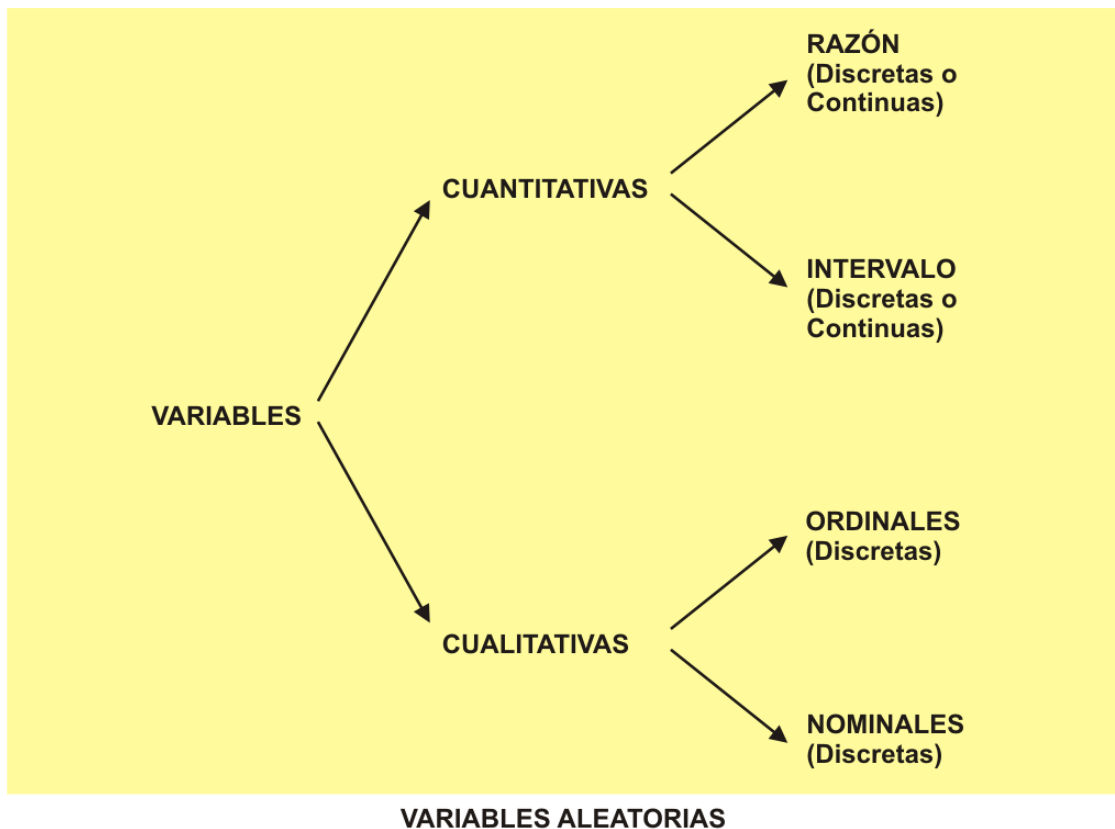 RAZÓN
(Discretas o
Continuas)
CUANTITATIVAS
INTERVALO
(Discretas o
Continuas)
VARIABLES
ORDINALES
(Discretas)
CUALITATIVAS
NOMINALES
(Discretas)
VARIABLES ALEATORIAS